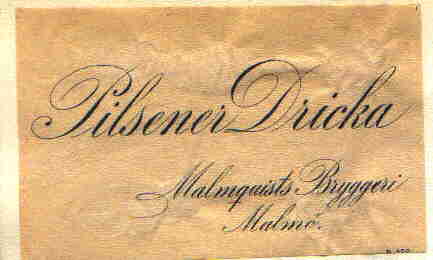 Pilsener Dricka
Malmquists Bryggeri
Malmö.